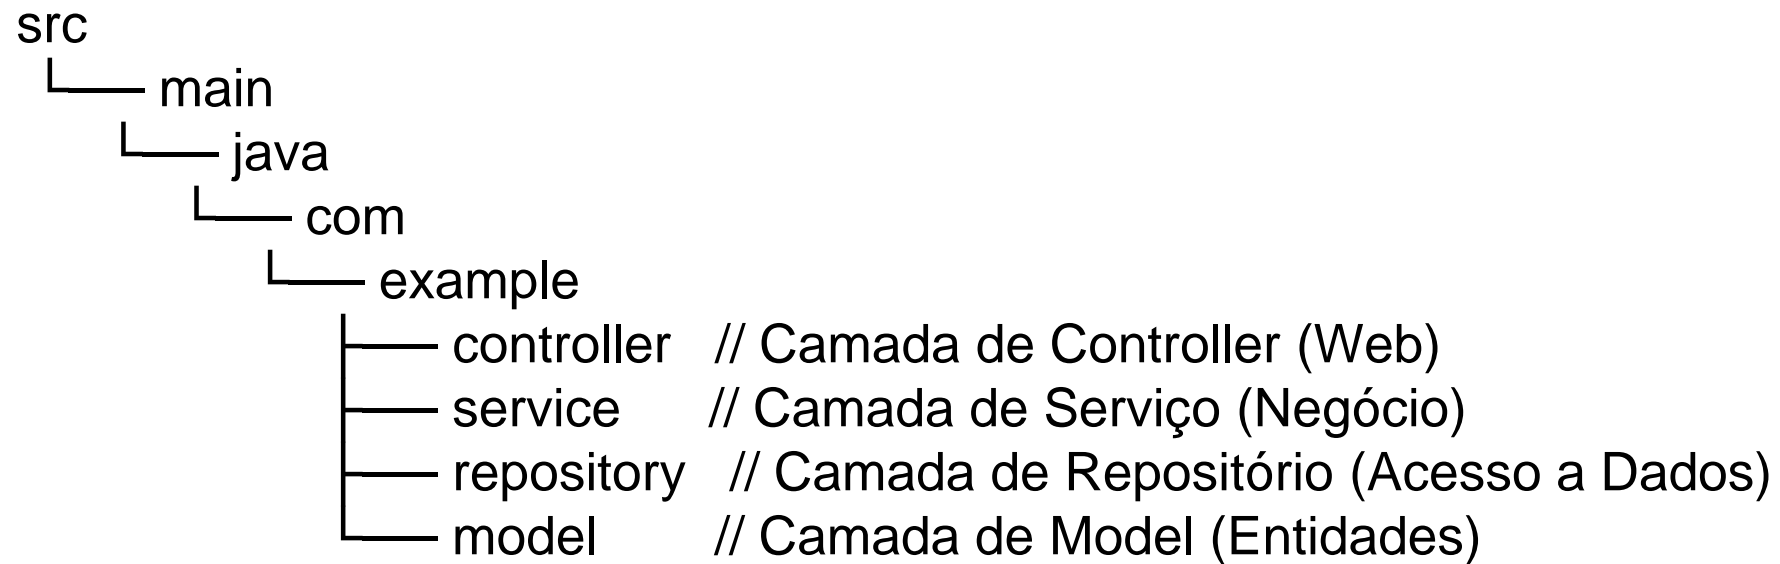 src
└── main
└── java
└── com
└── example
├── controller // Camada de Controller (Web)
├── service // Camada de Serviço (Negócio)
├── repository // Camada de Repositório (Acesso a Dados)
└── model // Camada de Model (Entidades)